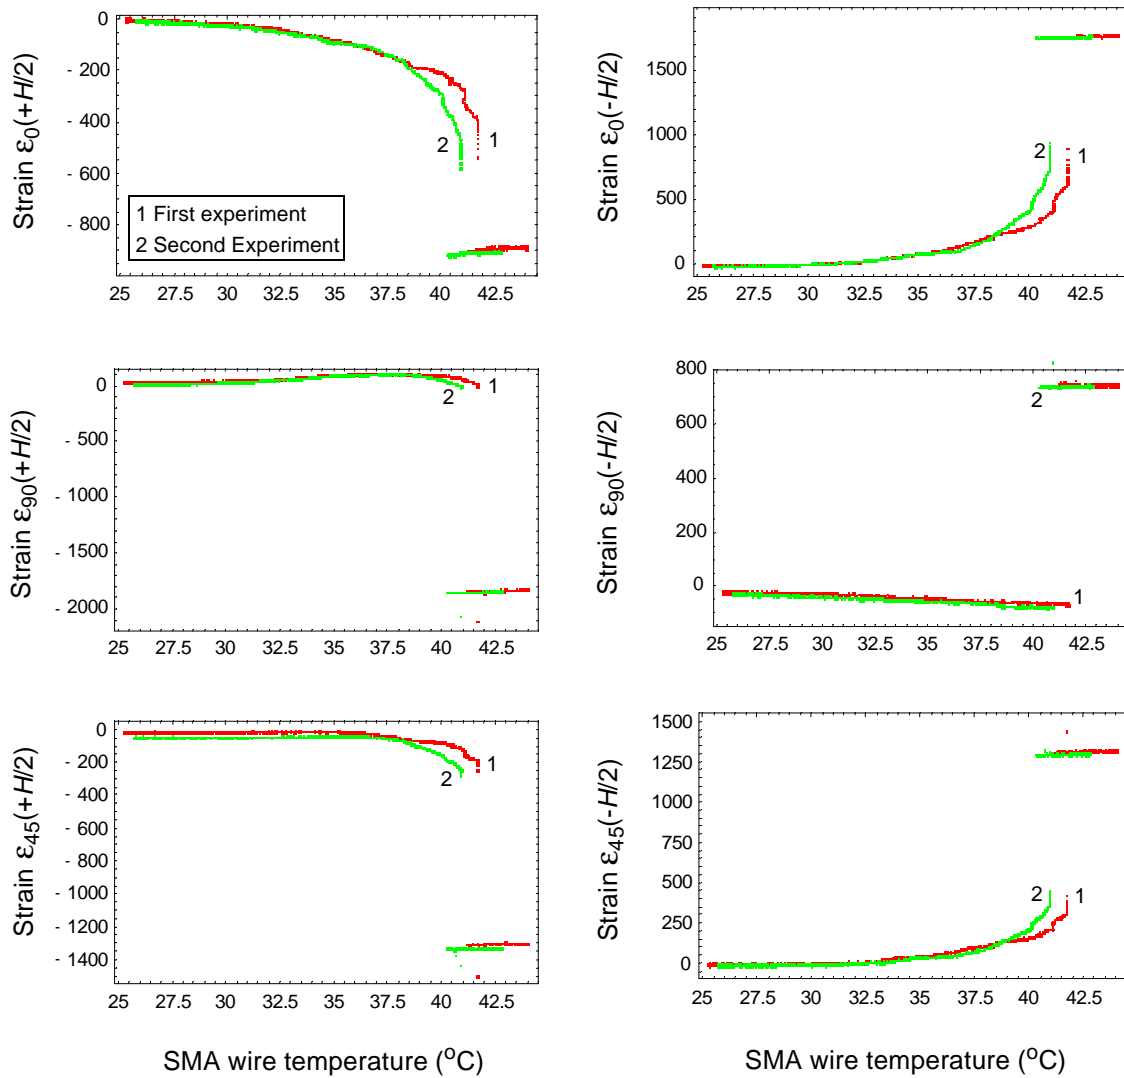 Strain ε0(+H/2)
0
- 200
- 400
- 600
- 800
2
1
1 First experiment
2 Second Experiment
25 27.5 30 32.5 35 37.5 40 42.5
Strain ε0(-H/2)
1500
1000
500
0
2
1
25 27.5 30 32.5 35 37.5 40 42.5
Strain ε90(+H/2)
0
- 500
- 1000
- 1500
- 2000
2
1
25 27.5 30 32.5 35 37.5 40 42.5
Strain ε90(-H/2)
800
600
400
200
0
2
1
25 27.5 30 32.5 35 37.5 40 42.5
Strain ε45(+H/2)
0
- 200
- 400
- 600
- 800
- 1000
- 1200
- 1400
2
1
25 27.5 30 32.5 35 37.5 40 42.5
SMA wire temperature (oC)
Strain ε45(-H/2)
1500
1250
1000
750
500
250
0
2
1
25 27.5 30 32.5 35 37.5 40 42.5
SMA wire temperature (oC)